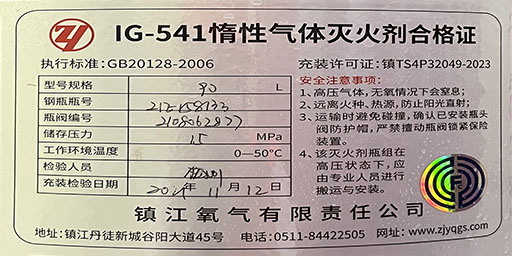 IG-541惰性气体灭火剂合格证
执行标准:GB20128-2006
充装许可证:镇TS4P32049-2023
型号规格 90 L
钢瓶瓶号
瓶阀编号 2108062877
储存压力 15 MPa
工作环境温度 0—50℃
检验人员
充装检验日期 年 11 月 12 日
安全注意事项:
1、高压气体,无氧情况下会窒息;
2、远离火种、热源,防止阳光直射;
3、运输时避免碰撞,确认已安装瓶头
阀防护帽,严禁擅动瓶阀锁紧保险
装置。
4、该灭火剂瓶组在
高压状态下,应
由专业人员进行
搬运与安装。
镇江氧气有限责任公司
地址:镇江丹徒新城谷阳大道45号 电话:0511-84422505 网址:www.zjyqgs.com